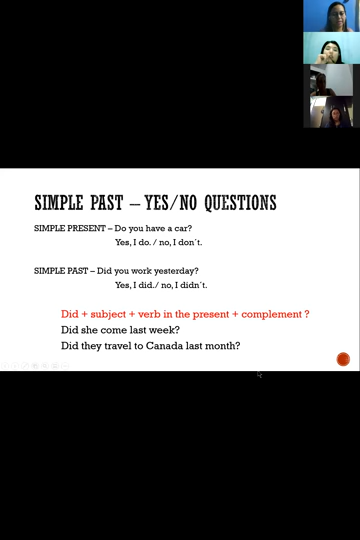 SIMPLE PAST – YES/NO QUESTIONS
SIMPLE PRESENT – Do you have a car?
Yes, I do. / no, I don´t.
SIMPLE PAST – Did you work yesterday?
Yes, I did./ no, I didn´t.
Did + subject + verb in the present + complement ?
Did she come last week?
Did they travel to Canada last month?